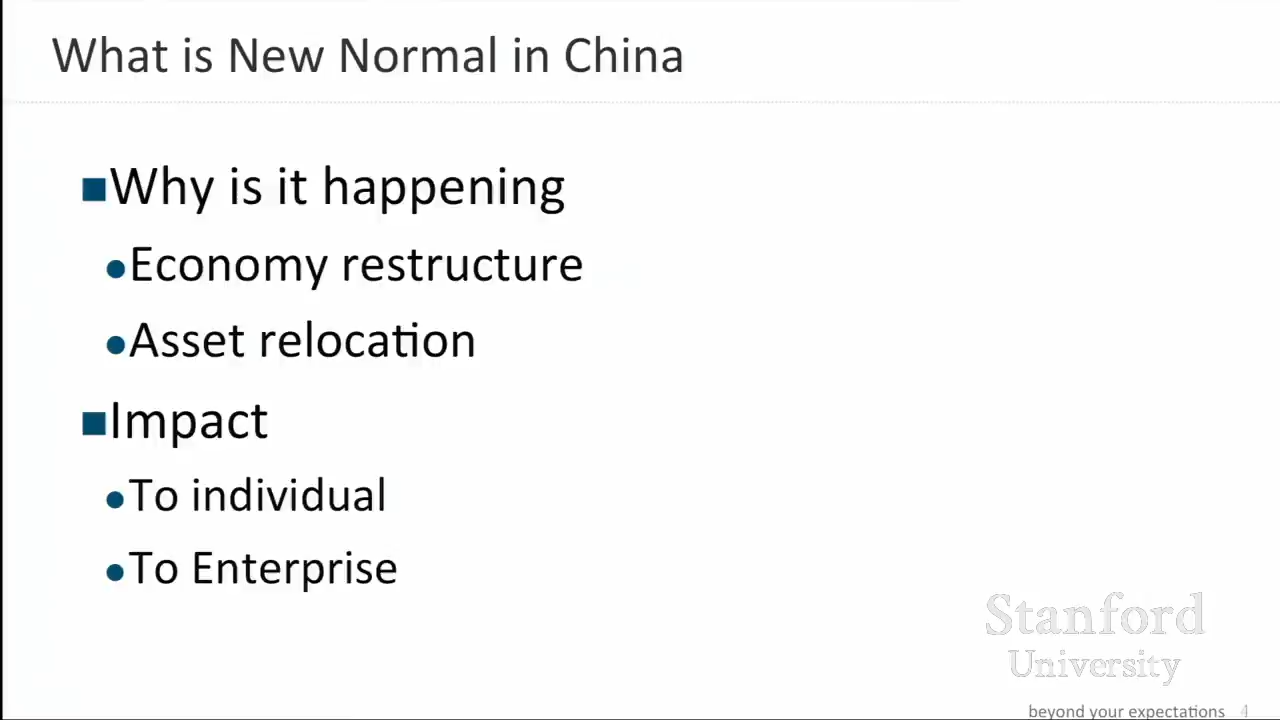 What is New Normal in China
Why is it happening
Economy restructure
Asset relocation
Impact
To individual
To Enterprise
Stanford
University
beyond your expectations 4